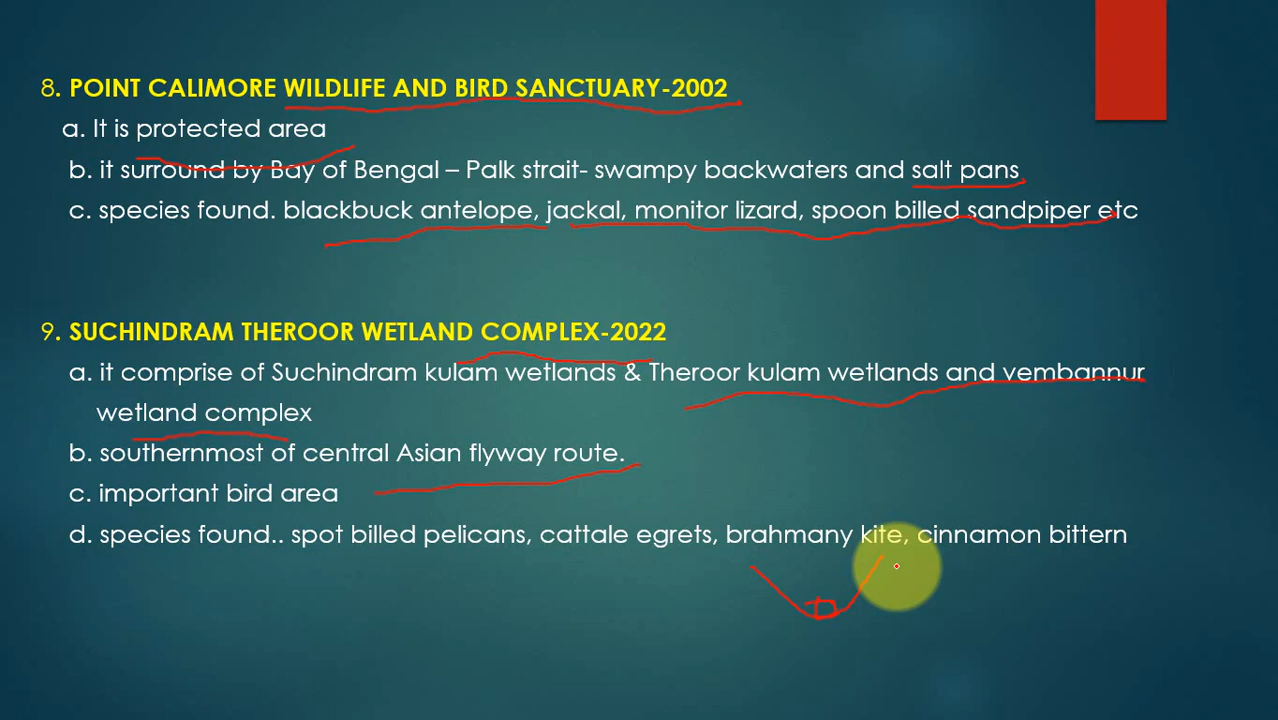 8. POINT CALIMORE WILDLIFE AND BIRD SANCTUARY-2002
a. It is protected area
b. it surround by Bay of Bengal – Palk strait- swampy backwaters and salt pans
c. species found. blackbuck antelope, jackal, monitor lizard, spoon billed sandpiper etc
9. SUCHINDRAM THEROOR WETLAND COMPLEX-2022
a. it comprise of Suchindram kulam wetlands & Theroor kulam wetlands and vembannur
wetland complex
b. southernmost of central Asian flyway route.
c. important bird area
d. species found.. spot billed pelicans, cattale egrets, brahmany kite, cinnamon bittern